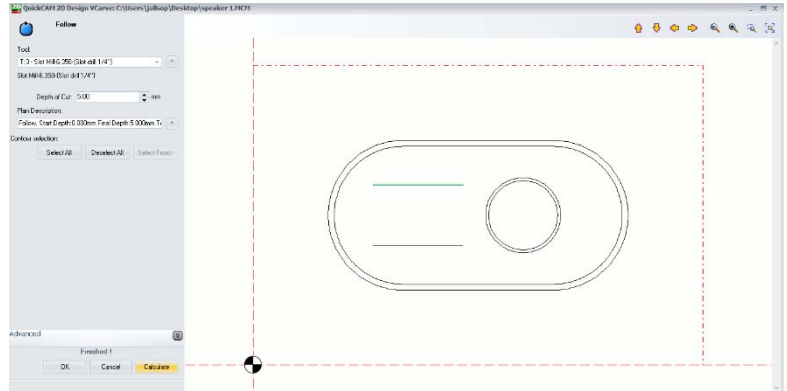 QuickCAM 2D Design VCarve: C:\Users\jallsop\Desktop\speaker 1.MCM
Follow
Tool:
T:3 - Slot Mill-6.350-(Slot drill 1/4")
Slot Mill-6.350-(Slot drill 1/4")
Depth of Cut: 5.00 mm
Plan Description:
Follow. Start Depth:0.000mm Final Depth:5.000mm
Contour selection:
Select All Deselect All Select From>
Advanced
Finished !
OK Cancel Calculate